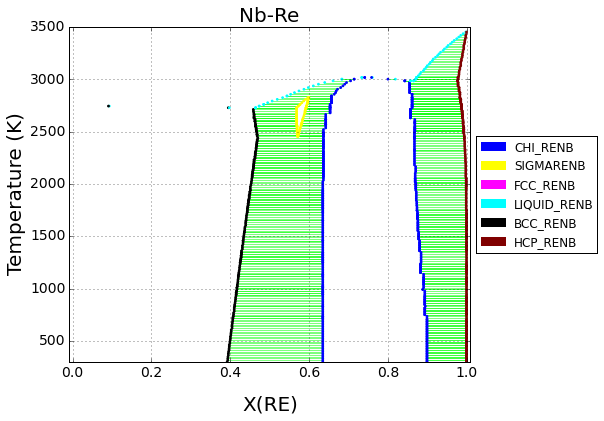 Nb-Re
3500
3000
2500
2000
1500
1000
500
Temperature (K)
0.0 0.2 0.4 0.6 0.8 1.0
X(RE)
CHI_RENB
SIGMARENB
FCC_RENB
LIQUID_RENB
BCC_RENB
HCP_RENB